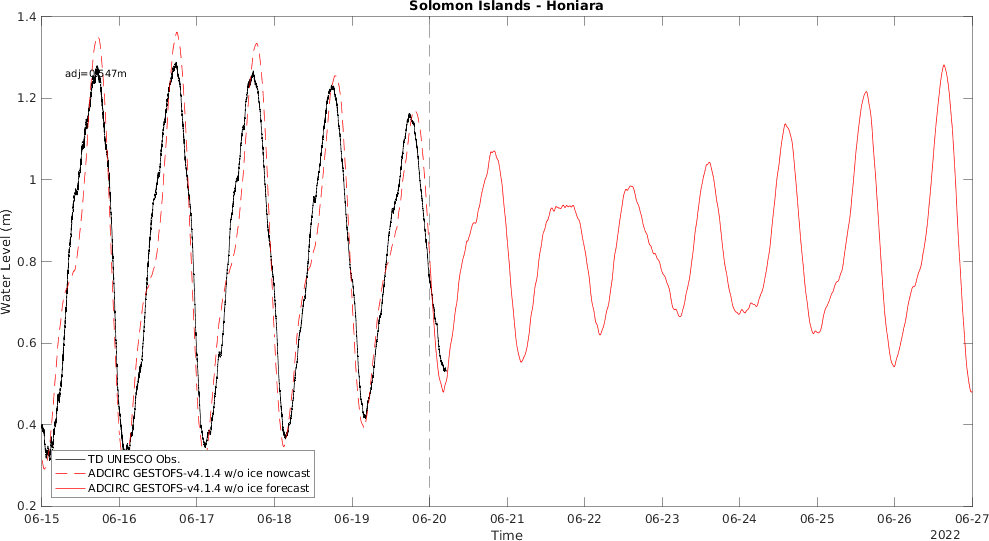 Solomon Islands - Honiara
1.4
1.2
1
0.8
0.6
0.4
0.2
Water Level (m)
adj=0.547m
TD UNESCO Obs.
ADCIRC GESTOFS-v4.1.4 w/o ice nowcast
ADCIRC GESTOFS-v4.1.4 w/o ice forecast
06-15 06-16 06-17 06-18 06-19 06-20 06-21 06-22 06-23 06-24 06-25 06-26 06-27
Time
2022